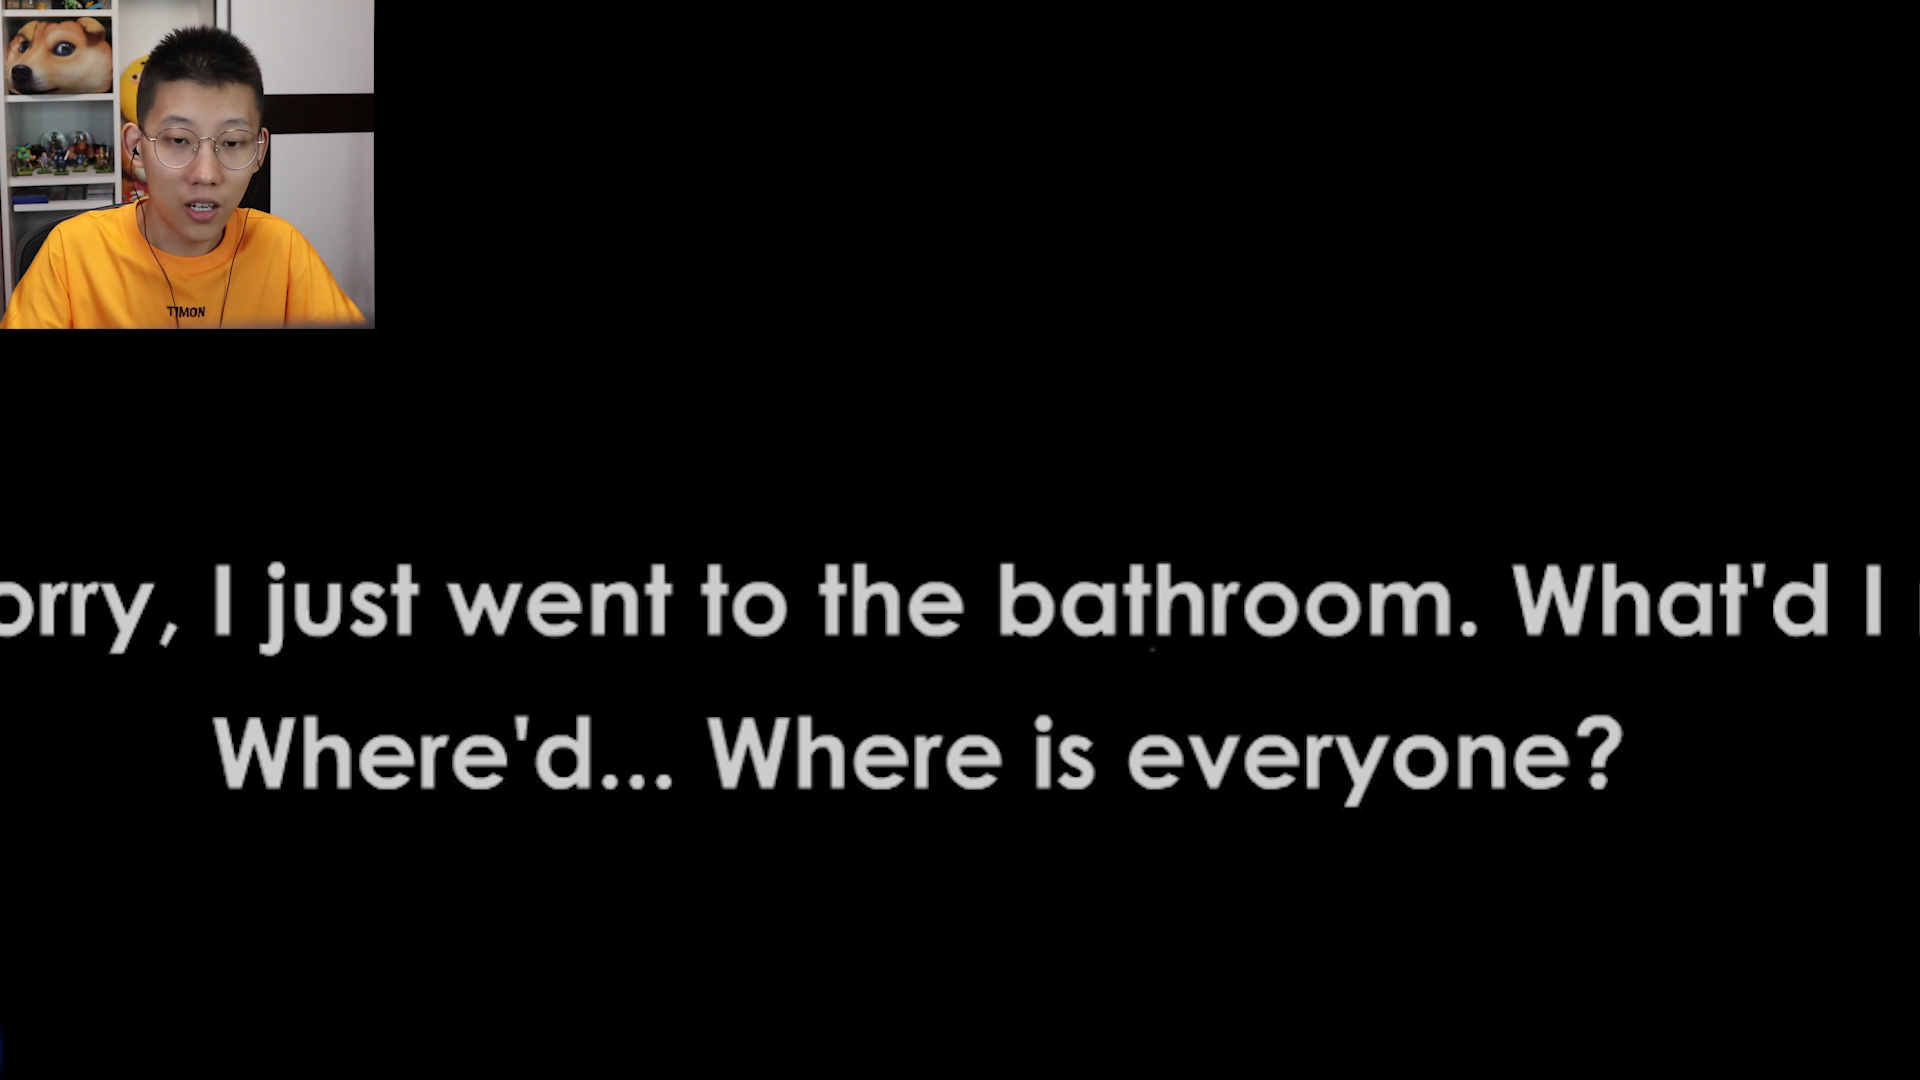 TIMON
orry, I just went to the bathroom. What'd I
Where'd... Where is everyone?